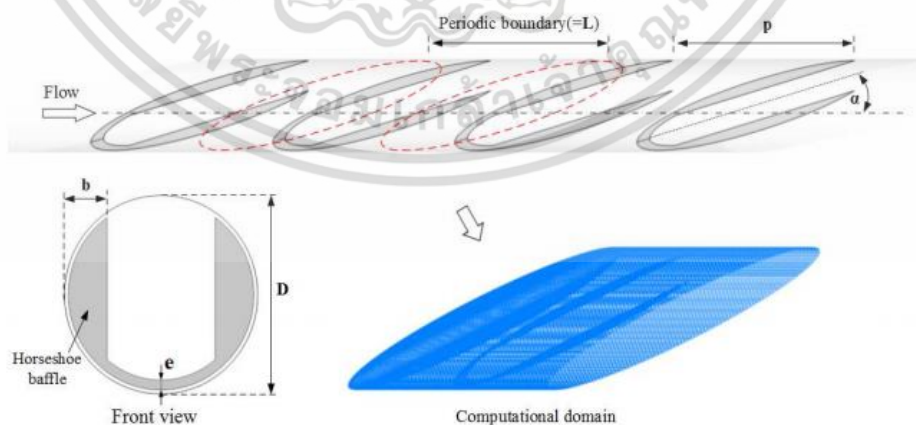 Periodic boundary(=L)
p
Flow
α
b
D
e
Horseshoe
baffle
Front view
Computational domain